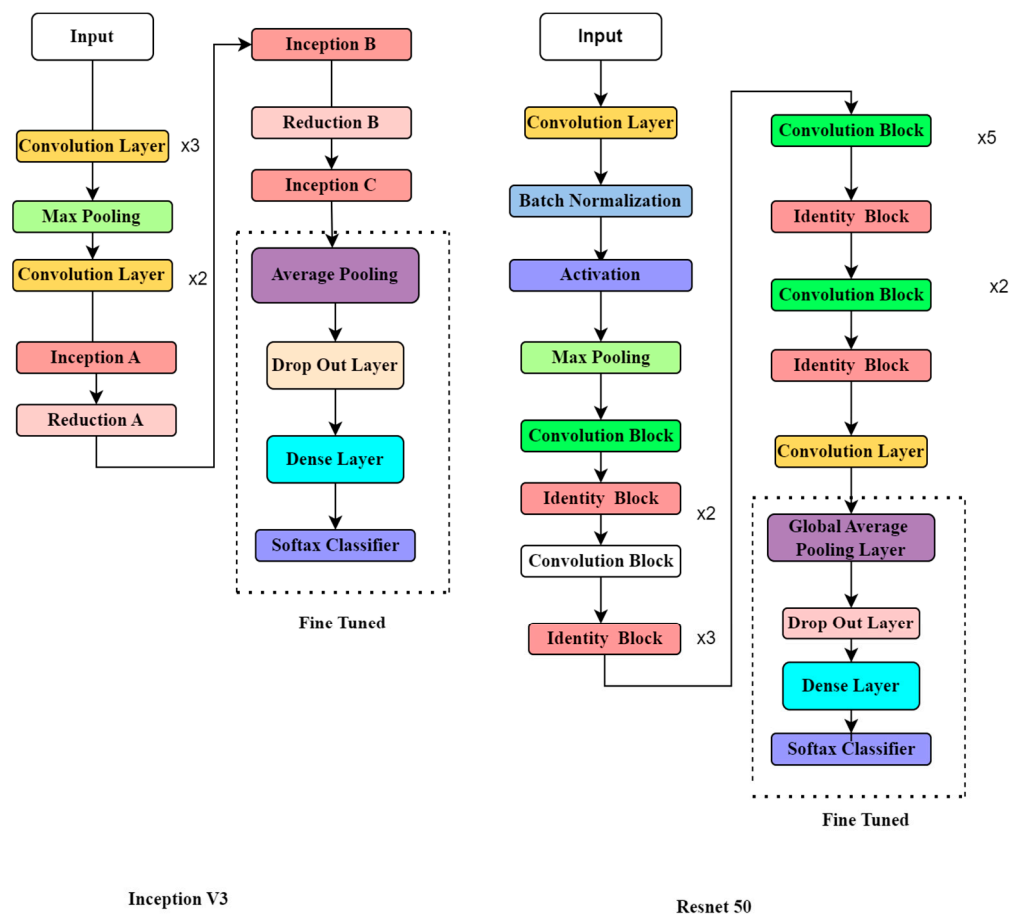 Input
Convolution Layer
x3
Max Pooling
Convolution Layer
x2
Inception A
Reduction A
Inception B
Reduction B
Inception C
Average Pooling
Drop Out Layer
Dense Layer
Softax Classifier
Fine Tuned
Inception V3
Input
Convolution Layer
Batch Normalization
Activation
Max Pooling
Convolution Block
Identity Block
x2
Convolution Block
Identity Block
x3
Convolution Block
x5
Identity Block
Convolution Block
x2
Identity Block
Convolution Layer
Global Average
Pooling Layer
Drop Out Layer
Dense Layer
Softax Classifier
Fine Tuned
Resnet 50